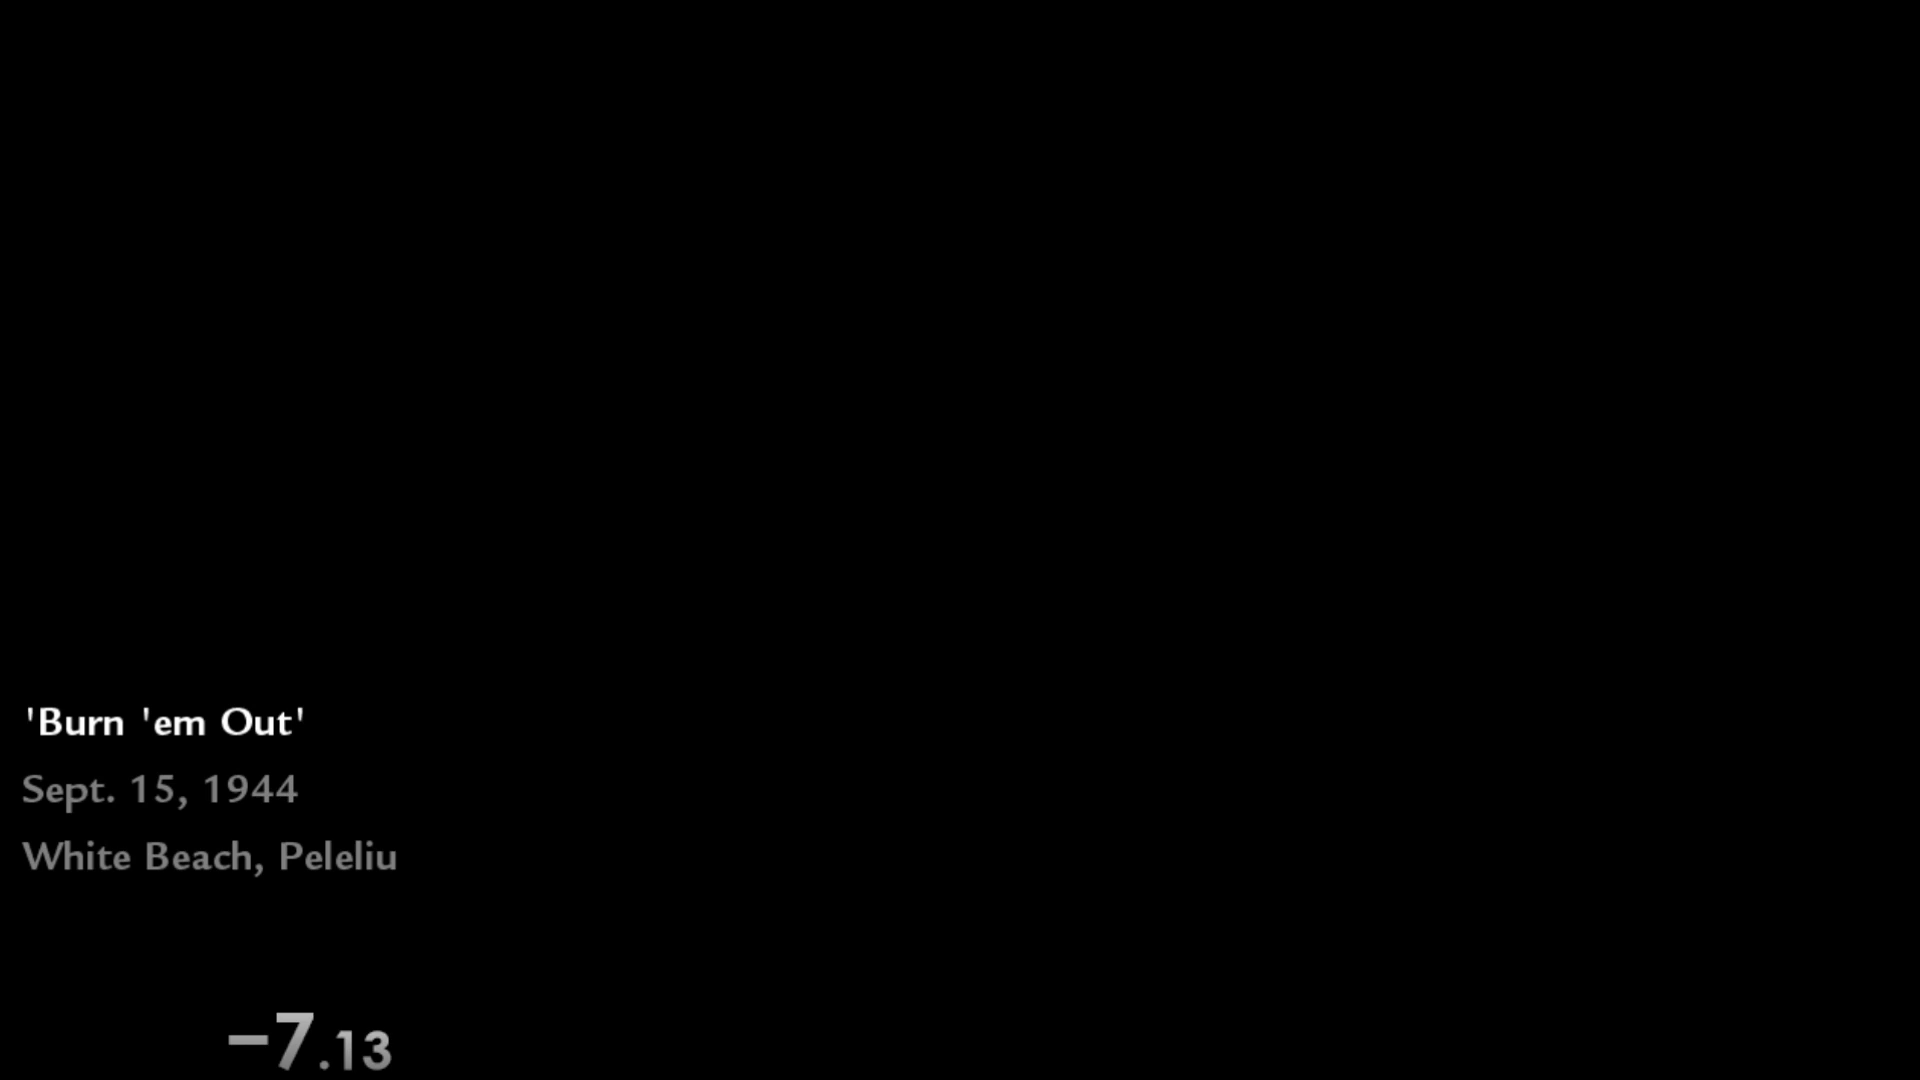 'Burn 'em Out'
Sept. 15, 1944
White Beach, Peleliu
−7.13